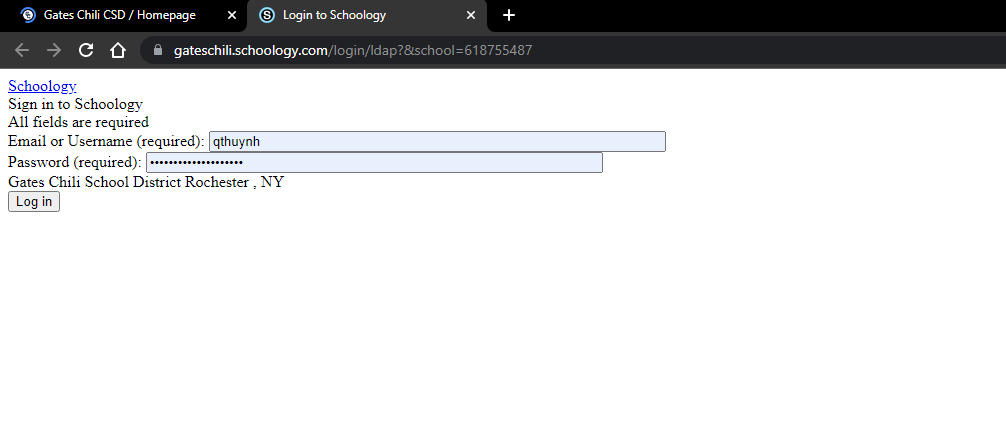 Gates Chili CSD / Homepage
Login to Schoology
gateschili.schoology.com/login/ldap?&school=618755487
Schoology
Sign in to Schoology
All fields are required
Email or Username (required): qthuynh
Password (required): ••••••••••••••••••••
Gates Chili School District Rochester , NY
Log in